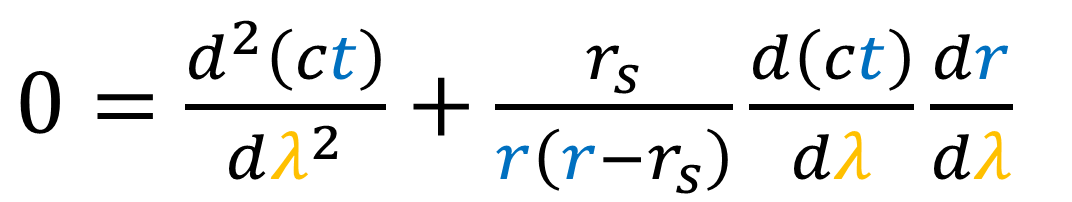 0 = d²(ct)/dλ² + r_s/(r(r−r_s)) d(ct)/dλ dr/dλ